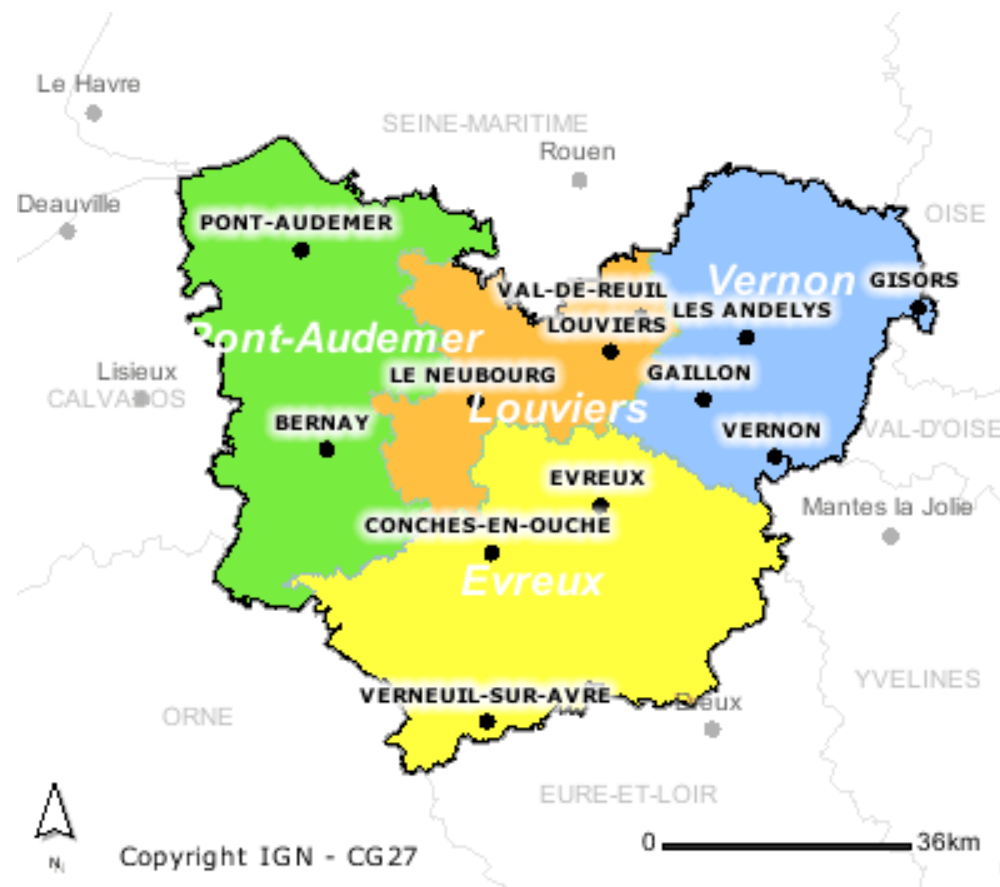 Le Havre
SEINE-MARITIME
Rouen
Deauville
OISE
PONT-AUDEMER
Vernon
GISORS
VAL-DE-REUIL
LES ANDELYS
LOUVIERS
Pont-Audemer
Lisieux
LE NEUBOURG
GAILLON
CALVADOS
Louviers
BERNAY
VERNON
VAL-D'OISE
EVREUX
Mantes la Jolie
CONCHES-EN-OUCHE
Evreux
YVELINES
VERNEUIL-SUR-AVRE
Dreux
ORNE
EURE-ET-LOIR
0 36km
N
Copyright IGN - CG27